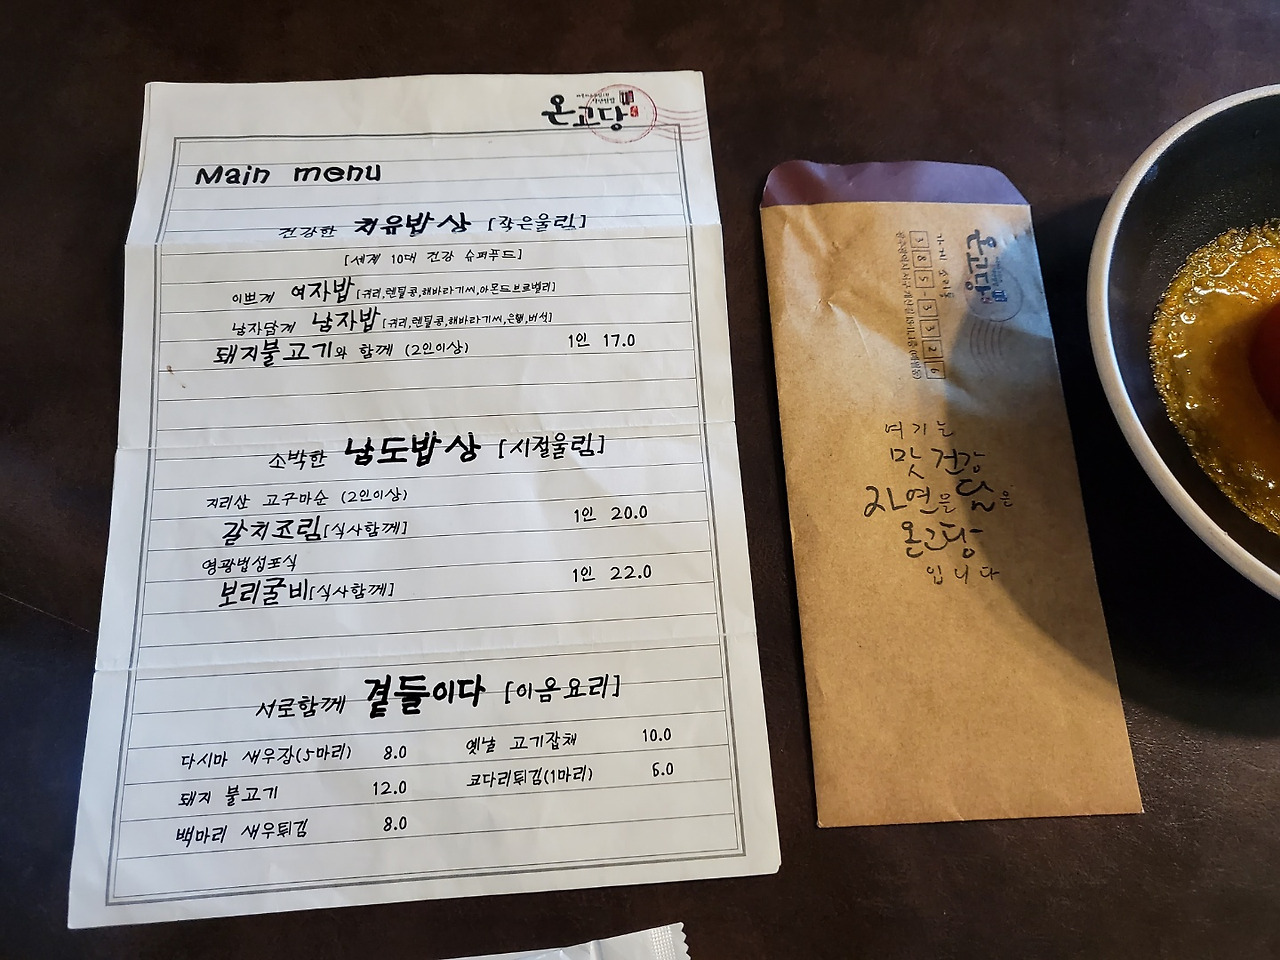 온고당
Main menu
건강한 치유밥상 [작은울림]
[세계 10대 건강 슈퍼푸드]
이쁘게 여자밥[귀리,렌틸콩,해바라기씨,아몬드브로벨리]
남자답게 남자밥[귀리,렌틸콩,해바라기씨,은행,버섯]
돼지불고기와 함께 (2인이상) 1인 17.0
소박한 남도밥상 [시절울림]
지리산 고구마순 (2인이상)
갈치조림[식사함께] 1인 20.0
영광법성포식
보리굴비[식사함께] 1인 22.0
서로함께 곁들이다 [이음요리]
다시마 새우장(5마리) 8.0 옛날 고기잡채 10.0
돼지 불고기 12.0 코다리튀김(1마리) 6.0
백마리 새우튀김 8.0
온고당
가게 소리울
385-3326
여기는
맛 건강
자연을 담은
온고당
입니다